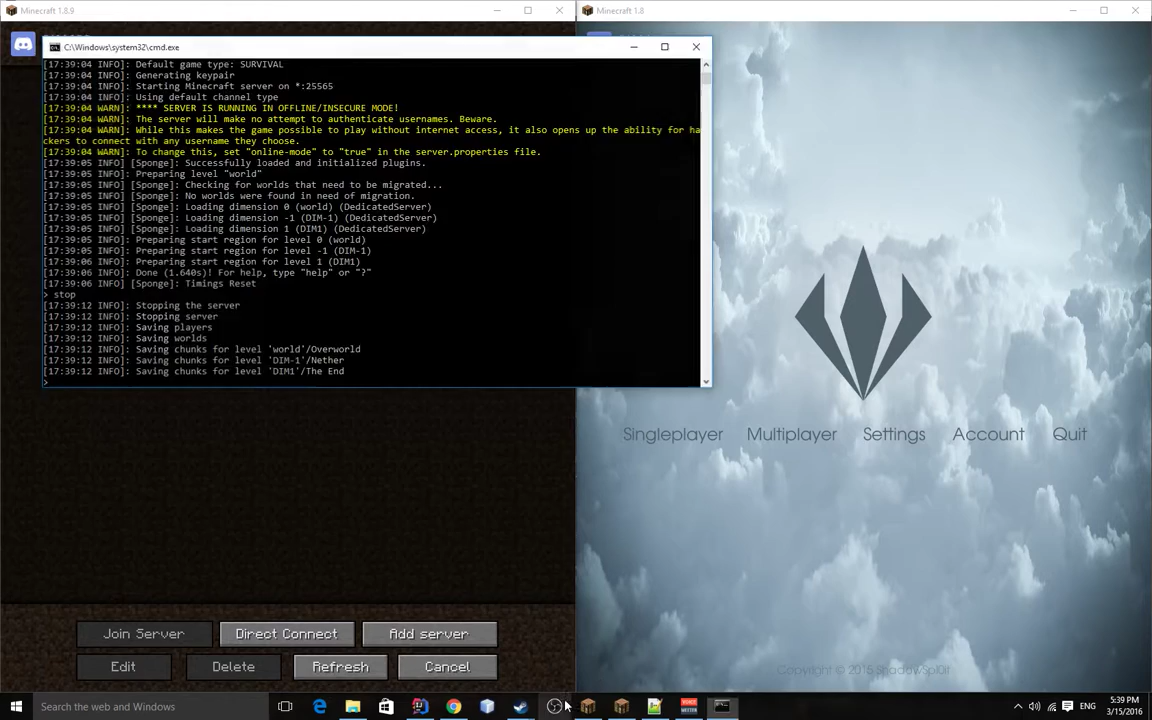 Minecraft 1.8.9
Minecraft 1.8
C:\Windows\system32\cmd.exe
[17:39:04 INFO]: Default game type: SURVIVAL
[17:39:04 INFO]: Generating keypair
[17:39:04 INFO]: Starting Minecraft server on *:25565
[17:39:04 INFO]: Using default channel type
[17:39:04 WARN]: **** SERVER IS RUNNING IN OFFLINE/INSECURE MODE!
[17:39:04 WARN]: The server will make no attempt to authenticate usernames. Beware.
[17:39:04 WARN]: While this makes the game possible to play without internet access, it also opens up the ability for ha
ckers to connect with any username they choose.
[17:39:04 WARN]: To change this, set "online-mode" to "true" in the server.properties file.
[17:39:05 INFO] [Sponge]: Successfully loaded and initialized plugins.
[17:39:05 INFO]: Preparing level "world"
[17:39:05 INFO] [Sponge]: Checking for worlds that need to be migrated...
[17:39:05 INFO] [Sponge]: No worlds were found in need of migration.
[17:39:05 INFO] [Sponge]: Loading dimension 0 (world) (DedicatedServer)
[17:39:05 INFO] [Sponge]: Loading dimension -1 (DIM-1) (DedicatedServer)
[17:39:05 INFO] [Sponge]: Loading dimension 1 (DIM1) (DedicatedServer)
[17:39:05 INFO]: Preparing start region for level 0 (world)
[17:39:05 INFO]: Preparing start region for level -1 (DIM-1)
[17:39:06 INFO]: Preparing start region for level 1 (DIM1)
[17:39:06 INFO]: Done (1.640s)! For help, type "help" or "?"
[17:39:06 INFO] [Sponge]: Timings Reset
> stop
[17:39:12 INFO]: Stopping the server
[17:39:12 INFO]: Stopping server
[17:39:12 INFO]: Saving players
[17:39:12 INFO]: Saving worlds
[17:39:12 INFO]: Saving chunks for level 'world'/Overworld
[17:39:12 INFO]: Saving chunks for level 'DIM-1'/Nether
[17:39:12 INFO]: Saving chunks for level 'DIM1'/The End
>
Singleplayer Multiplayer Settings Account Quit
Join Server Direct Connect Add server
Edit Delete Refresh Cancel
Copyright © 2015
Search the web and Windows
ENG
5:39 PM
3/15/2016